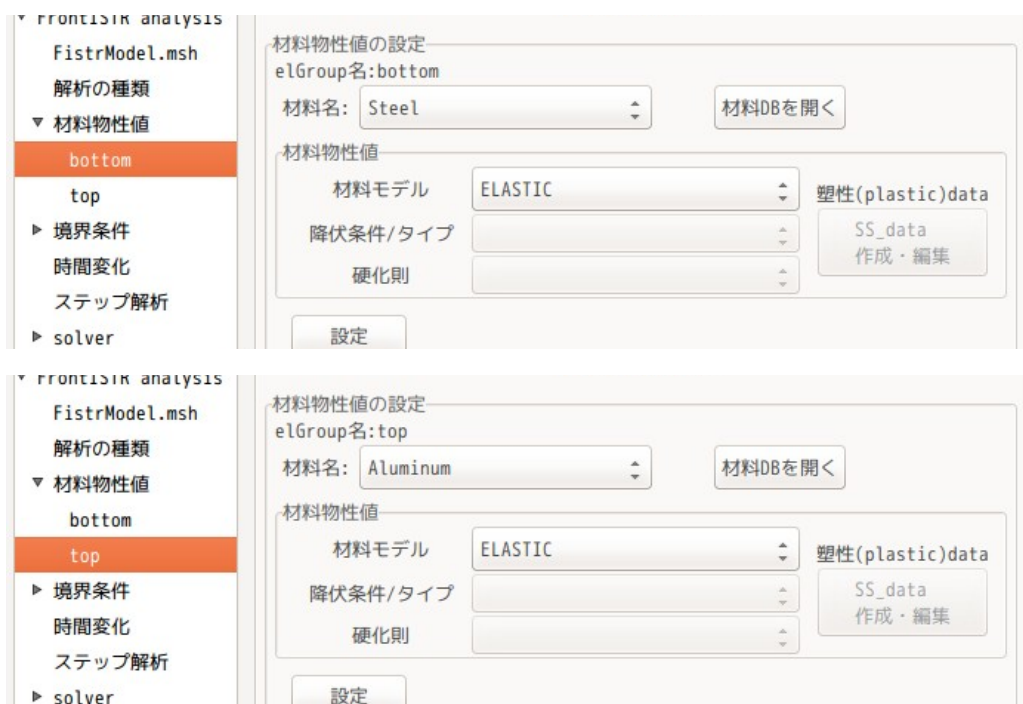 FrontISTR analysis
FistrModel.msh
解析の種類
材料物性値
bottom
top
境界条件
時間変化
ステップ解析
solver
材料物性値の設定
elGroup名:bottom
材料名: Steel 材料DBを開く
材料物性値
材料モデル ELASTIC 塑性(plastic)data
降伏条件/タイプ SS_data
作成・編集
硬化則
設定
FrontISTR analysis
FistrModel.msh
解析の種類
材料物性値
bottom
top
境界条件
時間変化
ステップ解析
solver
材料物性値の設定
elGroup名:top
材料名: Aluminum 材料DBを開く
材料物性値
材料モデル ELASTIC 塑性(plastic)data
降伏条件/タイプ SS_data
作成・編集
硬化則
設定